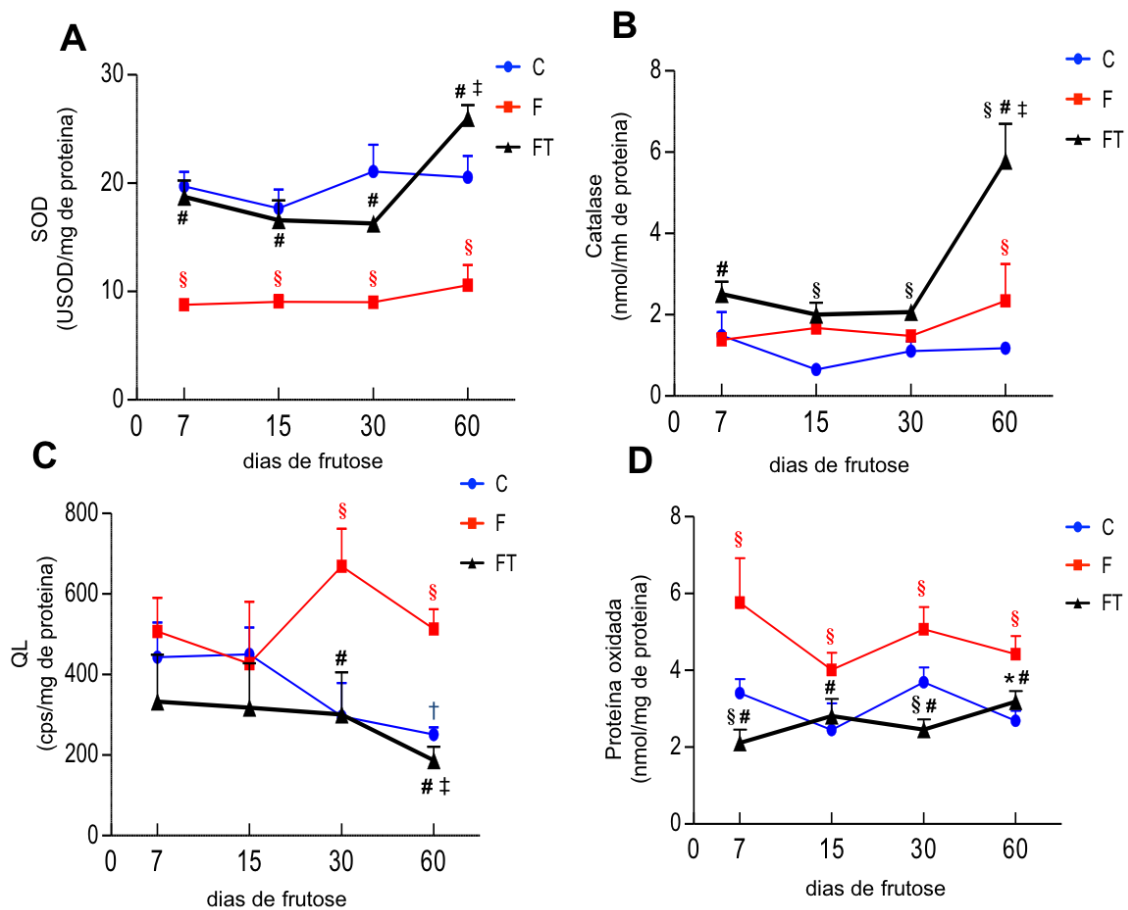 A
C
F
FT
SOD
(USOD/mg de proteina)
30
20
10
0
# ‡
#
#
#
§
§
§
§
0
7
15
30
60
dias de frutose
B
C
F
FT
Catalase
(nmol/mh de proteina)
8
6
4
2
0
§ # ‡
#
§
§
§
0
7
15
30
60
dias de frutose
C
C
F
FT
QL
(cps/mg de proteina)
800
600
400
200
0
§
§
#
†
# ‡
0
7
15
30
60
dias de frutose
D
C
F
FT
Proteína oxidada
(nmol/mg de proteina)
8
6
4
2
0
§
§
§
§
#
* #
§ #
§ #
0
7
15
30
60
dias de frutose